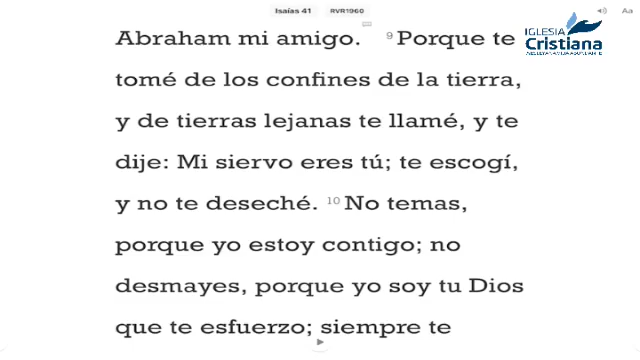 Isaías 41 RVR1960 Aa
IGLESIA
Cristiana
Abraham mi amigo. 9 Porque te
tomé de los confines de la tierra,
y de tierras lejanas te llamé, y te
dije: Mi siervo eres tú; te escogí,
y no te deseché. 10 No temas,
porque yo estoy contigo; no
desmayes, porque yo soy tu Dios
que te esfuerzo; siempre te